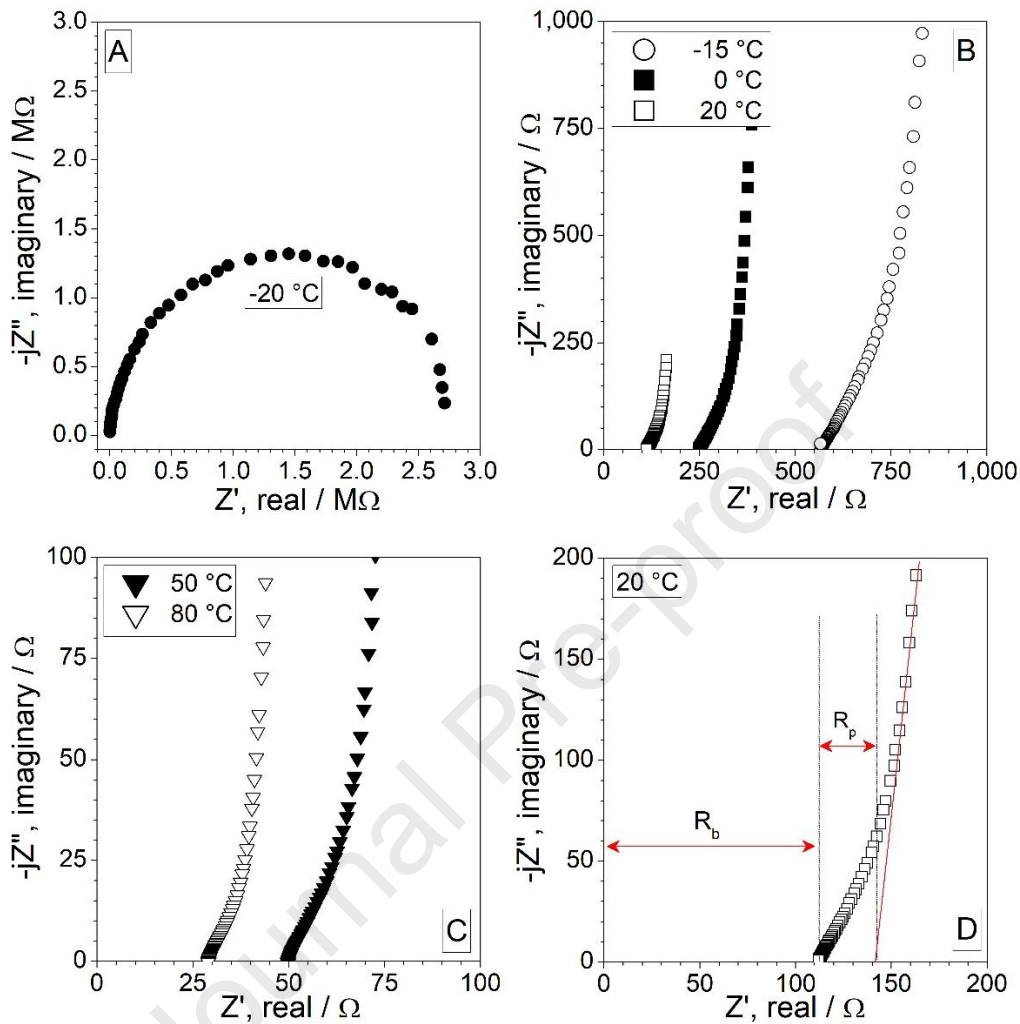 A
-20 °C
3.0
2.5
2.0
1.5
1.0
0.5
0.0
-jZ", imaginary / MΩ
0.0 0.5 1.0 1.5 2.0 2.5 3.0
Z', real / MΩ
B
-15 °C
0 °C
20 °C
1,000
750
500
250
0
-jZ", imaginary / Ω
0 250 500 750 1,000
Z', real / Ω
50 °C
80 °C
C
100
75
50
25
0
-jZ", imaginary / Ω
0 50 100
Z', real / Ω
20 °C
Rp
Rb
D
200
150
100
50
0
-jZ", imaginary / Ω
0 50 100 150 200
Z', real / Ω
Journal Pre-proof